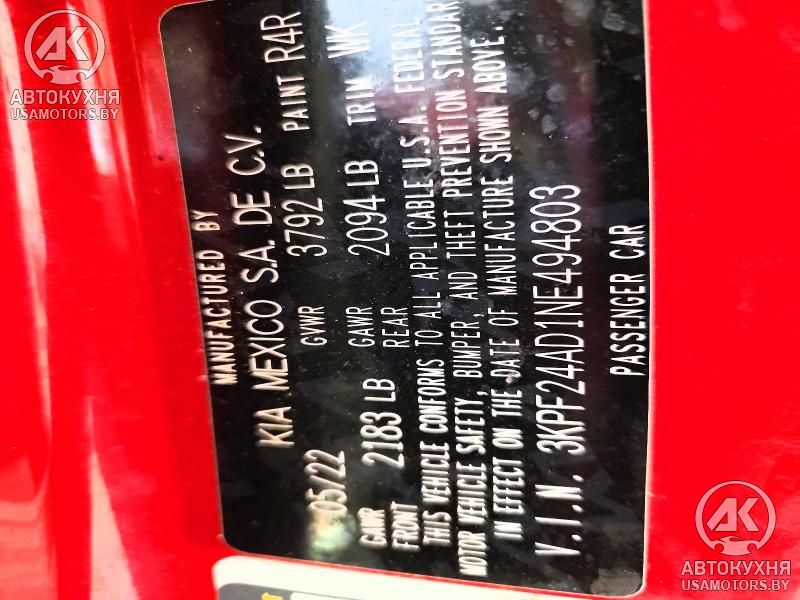 MANUFACTURED BY
KIA MEXICO S.A. DE C.V.
05/22 GVWR 3792 LB PAINT R4R
GAWR FRONT 2183 LB GAWR REAR 2094 LB TRIM WK
THIS VEHICLE CONFORMS TO ALL APPLICABLE U.S.A. FEDERAL
MOTOR VEHICLE SAFETY, BUMPER, AND THEFT PREVENTION STANDAR
IN EFFECT ON THE DATE OF MANUFACTURE SHOWN ABOVE.
V.I.N. 3KPF24AD1NE494803
PASSENGER CAR
АК
АВТОКУХНЯ
USAMOTORS.BY
АК
АВТОКУХНЯ
USAMOTORS.BY